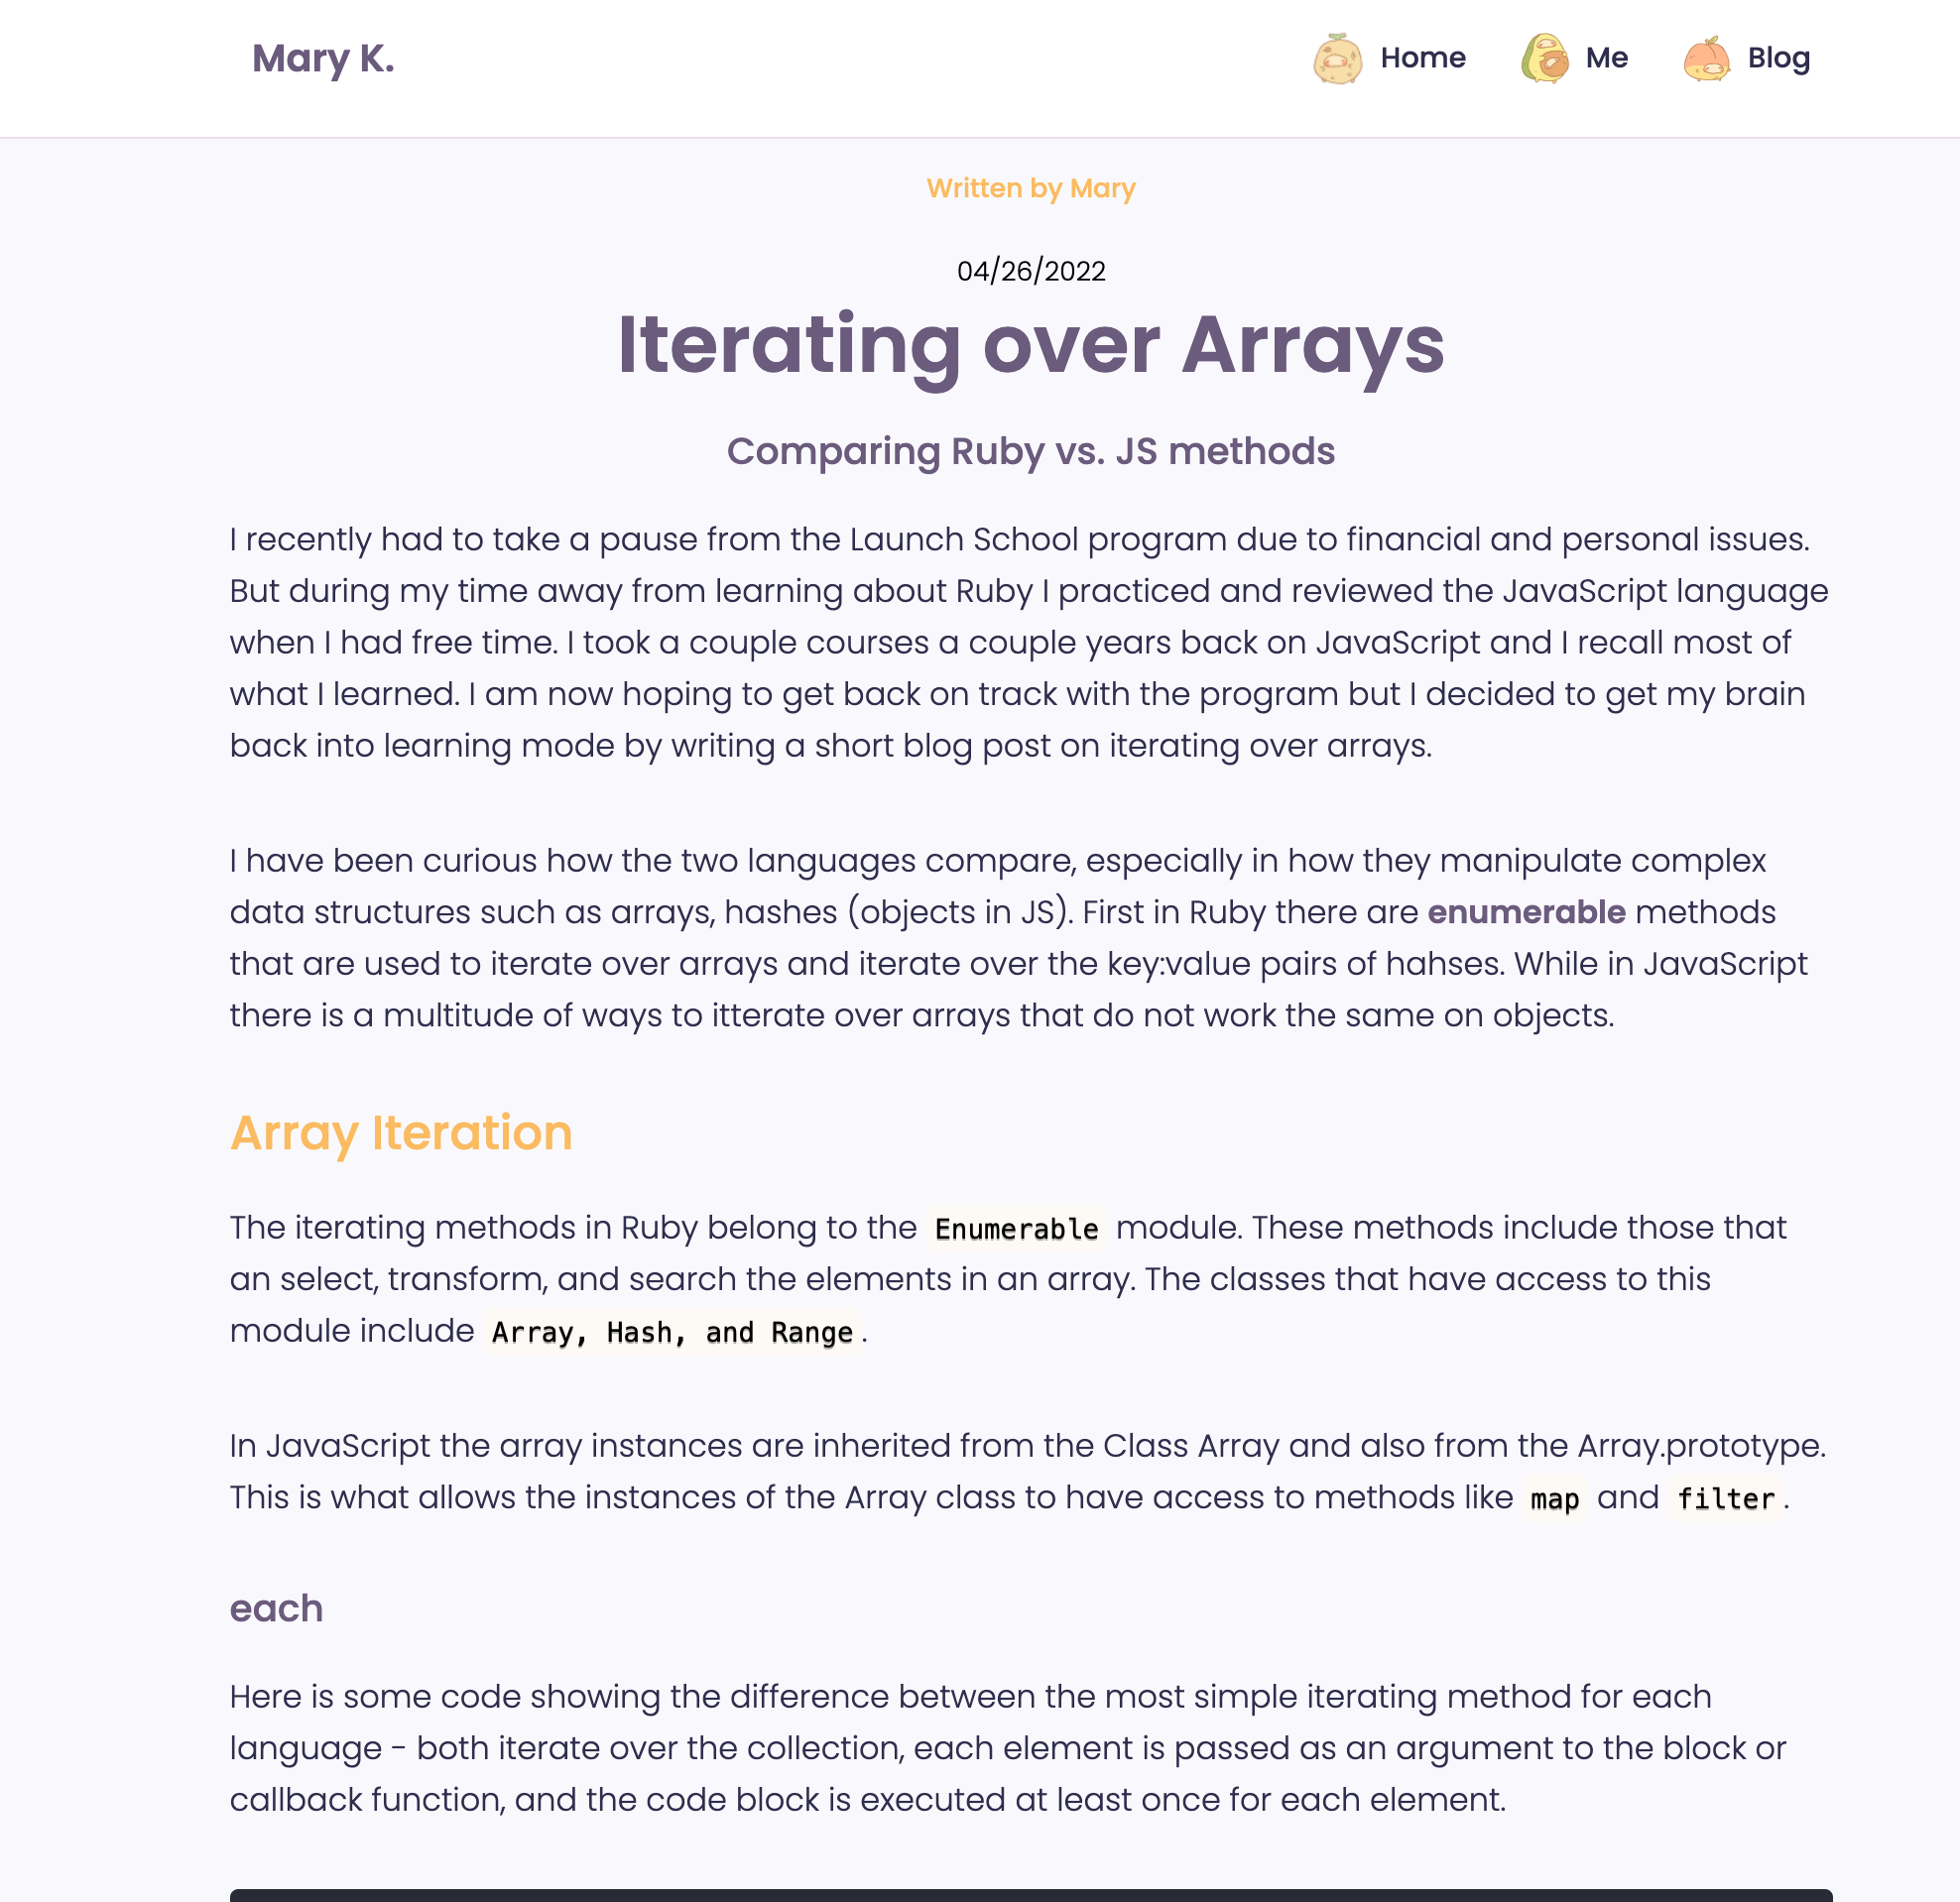 Mary K.
Home
Me
Blog
Written by Mary
04/26/2022
Iterating over Arrays
Comparing Ruby vs. JS methods
I recently had to take a pause from the Launch School program due to financial and personal issues.
But during my time away from learning about Ruby I practiced and reviewed the JavaScript language
when I had free time. I took a couple courses a couple years back on JavaScript and I recall most of
what I learned. I am now hoping to get back on track with the program but I decided to get my brain
back into learning mode by writing a short blog post on iterating over arrays.
I have been curious how the two languages compare, especially in how they manipulate complex
data structures such as arrays, hashes (objects in JS). First in Ruby there are enumerable methods
that are used to iterate over arrays and iterate over the key:value pairs of hahses. While in JavaScript
there is a multitude of ways to itterate over arrays that do not work the same on objects.
Array Iteration
The iterating methods in Ruby belong to the Enumerable module. These methods include those that
an select, transform, and search the elements in an array. The classes that have access to this
module include Array, Hash, and Range.
In JavaScript the array instances are inherited from the Class Array and also from the Array.prototype.
This is what allows the instances of the Array class to have access to methods like map and filter.
each
Here is some code showing the difference between the most simple iterating method for each
language - both iterate over the collection, each element is passed as an argument to the block or
callback function, and the code block is executed at least once for each element.